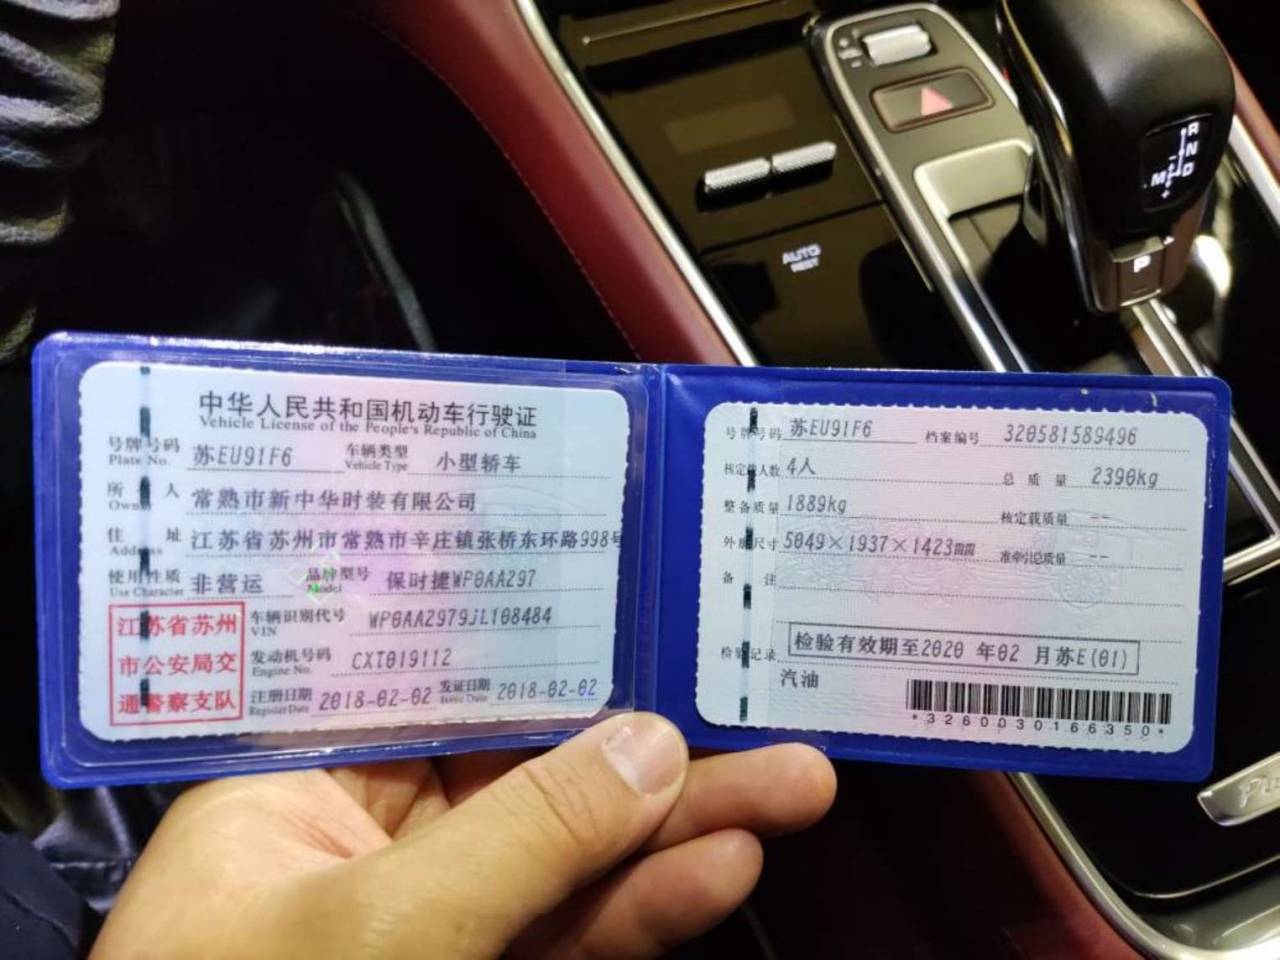 中华人民共和国机动车行驶证
Vehicle License of the People's Republic of China
号牌号码 苏EU91F6 车辆类型 小型轿车
Plate No. Vehicle Type
所有人 常熟市新中华时装有限公司
Owner
住址 江苏省苏州市常熟市辛庄镇张桥东环路998号
Address
使用性质 非营运 品牌型号 保时捷WP0AA297
Use Character Model
江苏省苏州
市公安局交
通警察支队
车辆识别代号 WP0AA2979JL108484
VIN
发动机号码 CXT019112
Engine No.
注册日期 2018-02-02 发证日期 2018-02-02
Register Date Issue Date
号牌号码 苏EU91F6 档案编号 320581589496
核定载人数 4人 总质量 2390kg
整备质量 1889kg 核定载质量 --
外廓尺寸 5049×1937×1423 准牵引总质量 --
备注
检验记录 检验有效期至2020 年02 月苏E(01)
汽油
*3260030166350*
AUTO
REST
R
N
D
M
+
P